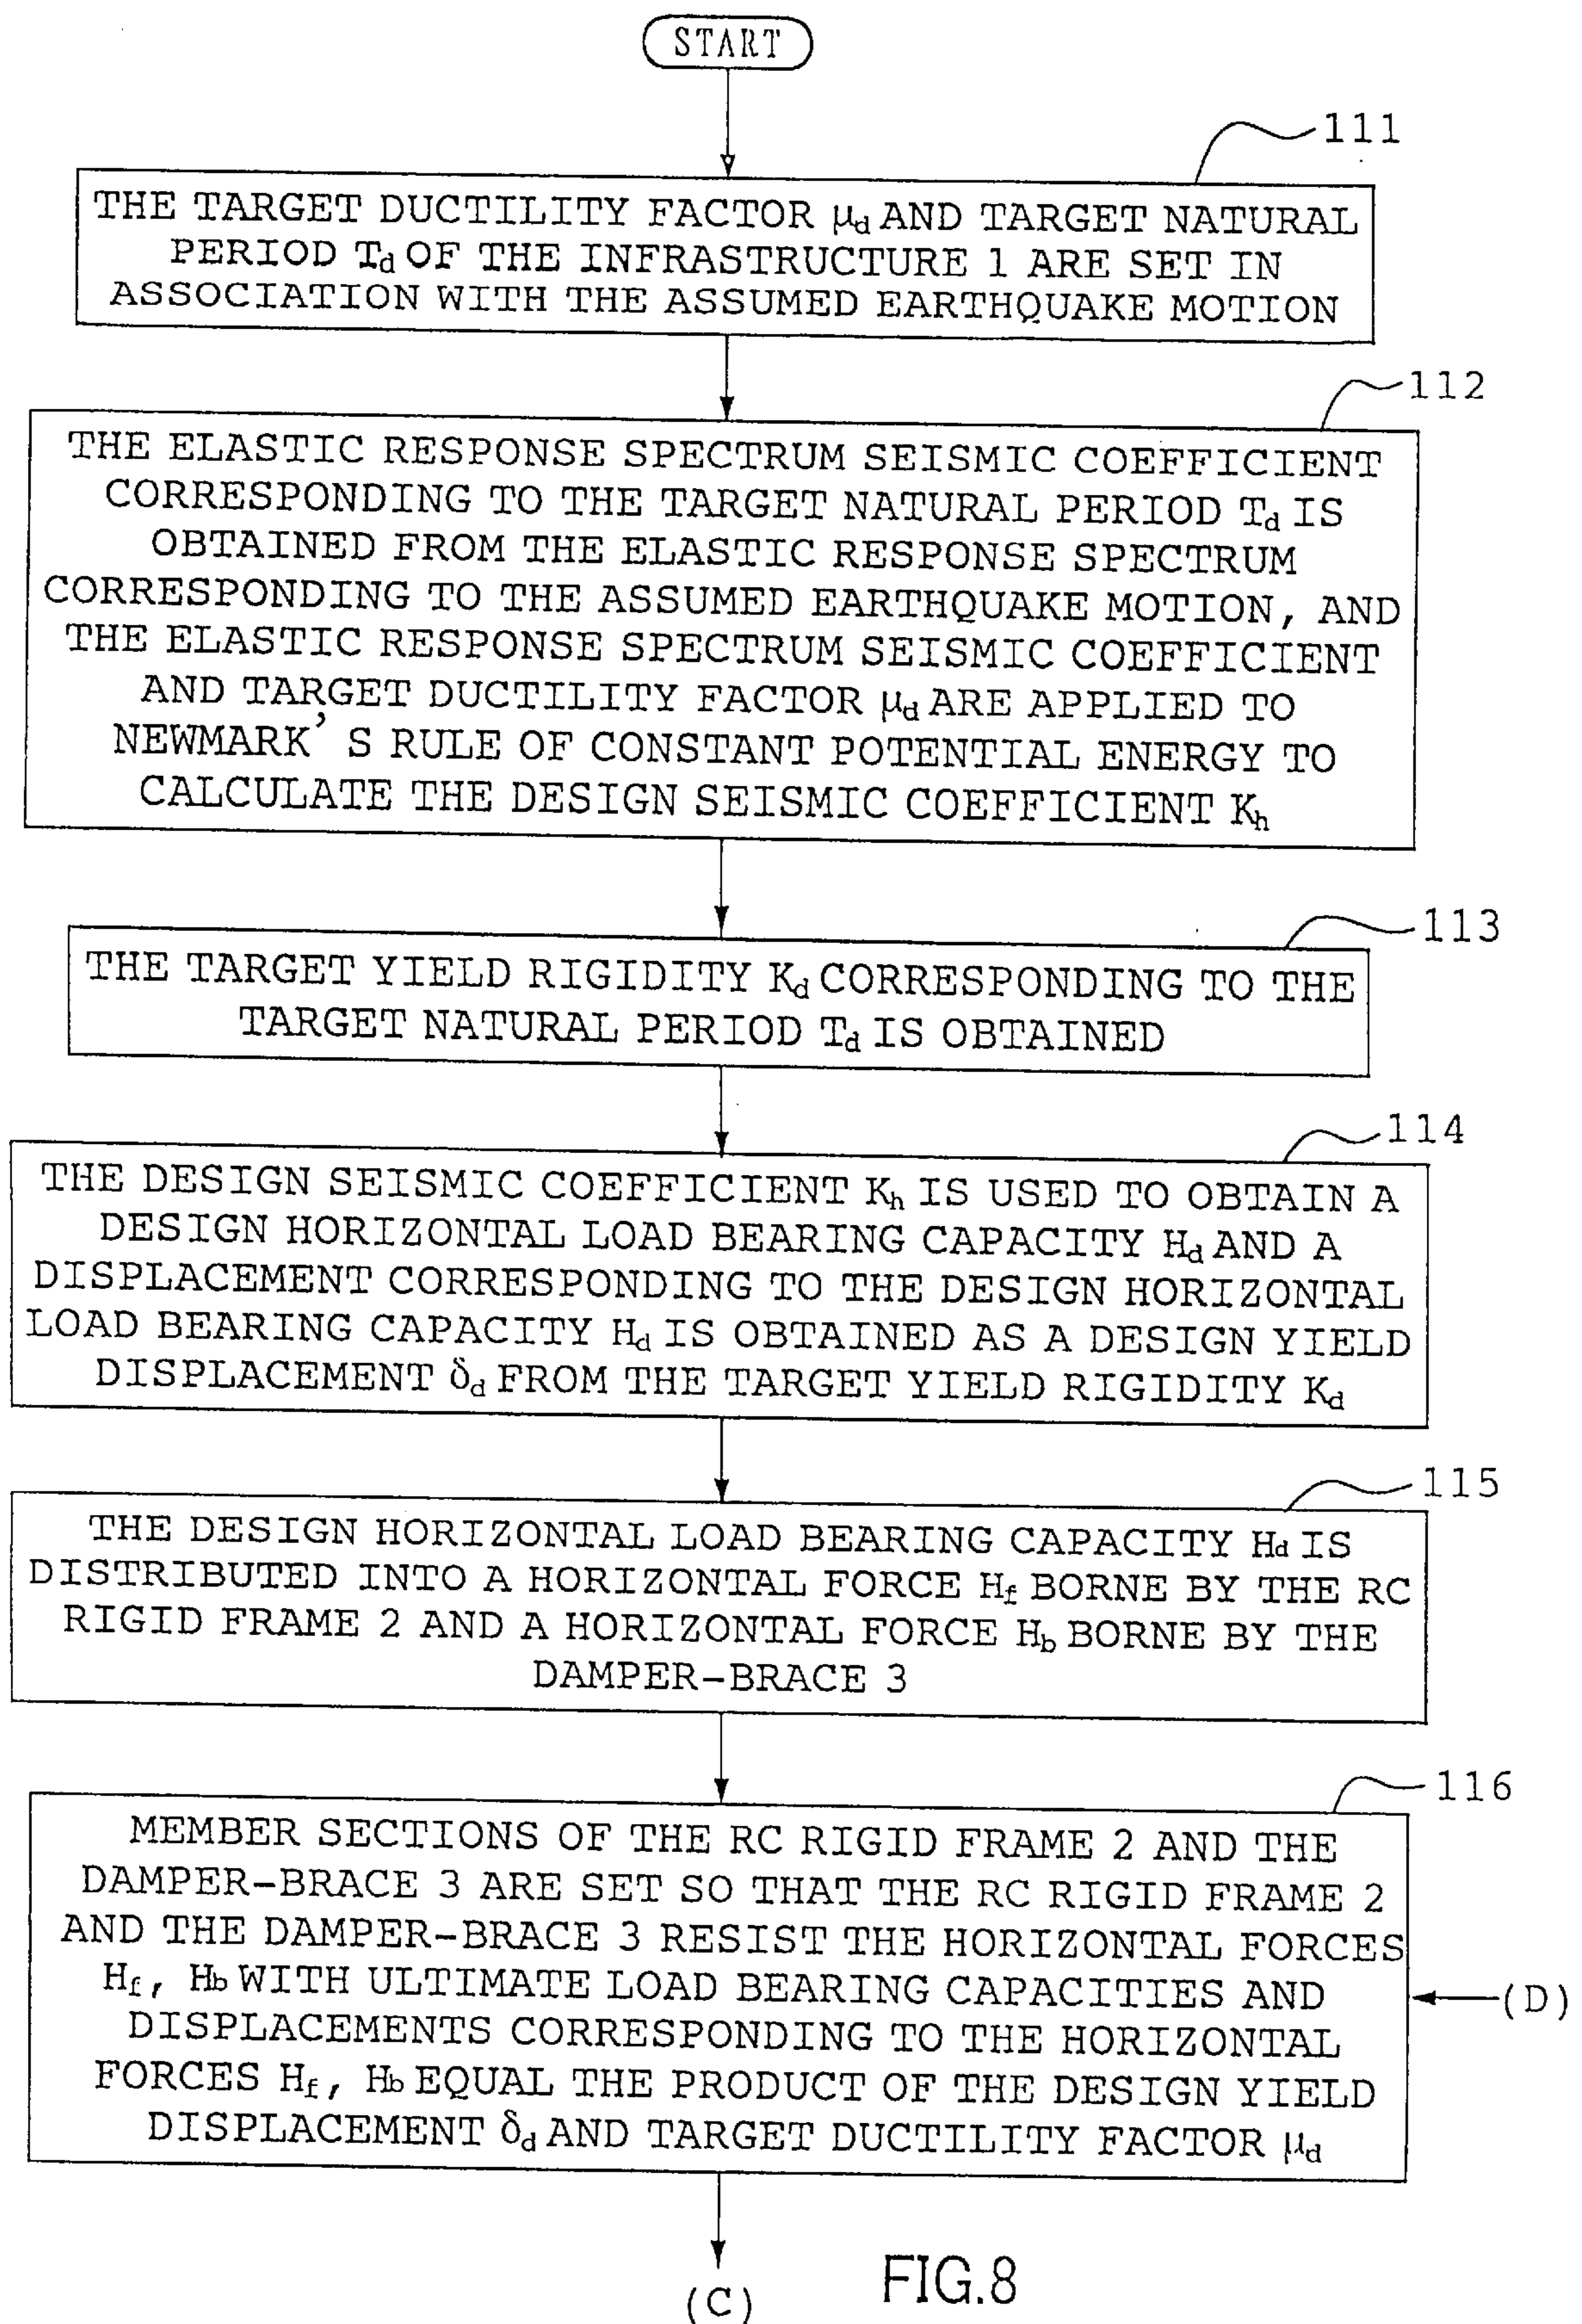 START
111
THE TARGET DUCTILITY FACTOR μd AND TARGET NATURAL
PERIOD Td OF THE INFRASTRUCTURE 1 ARE SET IN
ASSOCIATION WITH THE ASSUMED EARTHQUAKE MOTION
112
THE ELASTIC RESPONSE SPECTRUM SEISMIC COEFFICIENT
CORRESPONDING TO THE TARGET NATURAL PERIOD Td IS
OBTAINED FROM THE ELASTIC RESPONSE SPECTRUM
CORRESPONDING TO THE ASSUMED EARTHQUAKE MOTION, AND
THE ELASTIC RESPONSE SPECTRUM SEISMIC COEFFICIENT
AND TARGET DUCTILITY FACTOR μd ARE APPLIED TO
NEWMARK'S RULE OF CONSTANT POTENTIAL ENERGY TO
CALCULATE THE DESIGN SEISMIC COEFFICIENT Kh
113
THE TARGET YIELD RIGIDITY Kd CORRESPONDING TO THE
TARGET NATURAL PERIOD Td IS OBTAINED
114
THE DESIGN SEISMIC COEFFICIENT Kh IS USED TO OBTAIN A
DESIGN HORIZONTAL LOAD BEARING CAPACITY Hd AND A
DISPLACEMENT CORRESPONDING TO THE DESIGN HORIZONTAL
LOAD BEARING CAPACITY Hd IS OBTAINED AS A DESIGN YIELD
DISPLACEMENT δd FROM THE TARGET YIELD RIGIDITY Kd
115
THE DESIGN HORIZONTAL LOAD BEARING CAPACITY Hd IS
DISTRIBUTED INTO A HORIZONTAL FORCE Hf BORNE BY THE RC
RIGID FRAME 2 AND A HORIZONTAL FORCE Hb BORNE BY THE
DAMPER-BRACE 3
116
MEMBER SECTIONS OF THE RC RIGID FRAME 2 AND THE
DAMPER-BRACE 3 ARE SET SO THAT THE RC RIGID FRAME 2
AND THE DAMPER-BRACE 3 RESIST THE HORIZONTAL FORCES
Hf, Hb WITH ULTIMATE LOAD BEARING CAPACITIES AND
DISPLACEMENTS CORRESPONDING TO THE HORIZONTAL
FORCES Hf, Hb EQUAL THE PRODUCT OF THE DESIGN YIELD
DISPLACEMENT δd AND TARGET DUCTILITY FACTOR μd
(D)
(C)
FIG.8